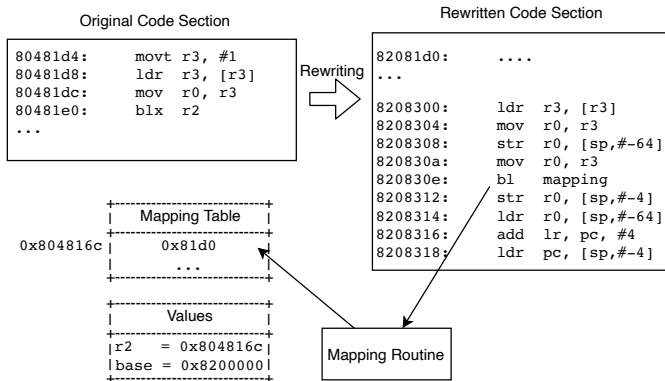 Original Code Section
80481d4: movt r3, #1
80481d8: ldr r3, [r3]
80481dc: mov r0, r3
80481e0: blx r2
...
Rewriting
Rewritten Code Section
82081d0: ....
...
8208300: ldr r3, [r3]
8208304: mov r0, r3
8208308: str r0, [sp,#-64]
820830a: mov r0, r3
820830e: bl mapping
8208312: str r0, [sp,#-4]
8208314: ldr r0, [sp,#-64]
8208316: add lr, pc, #4
8208318: ldr pc, [sp,#-4]
Mapping Table
0x804816c 0x81d0
...
Values
r2 = 0x804816c
base = 0x8200000
Mapping Routine